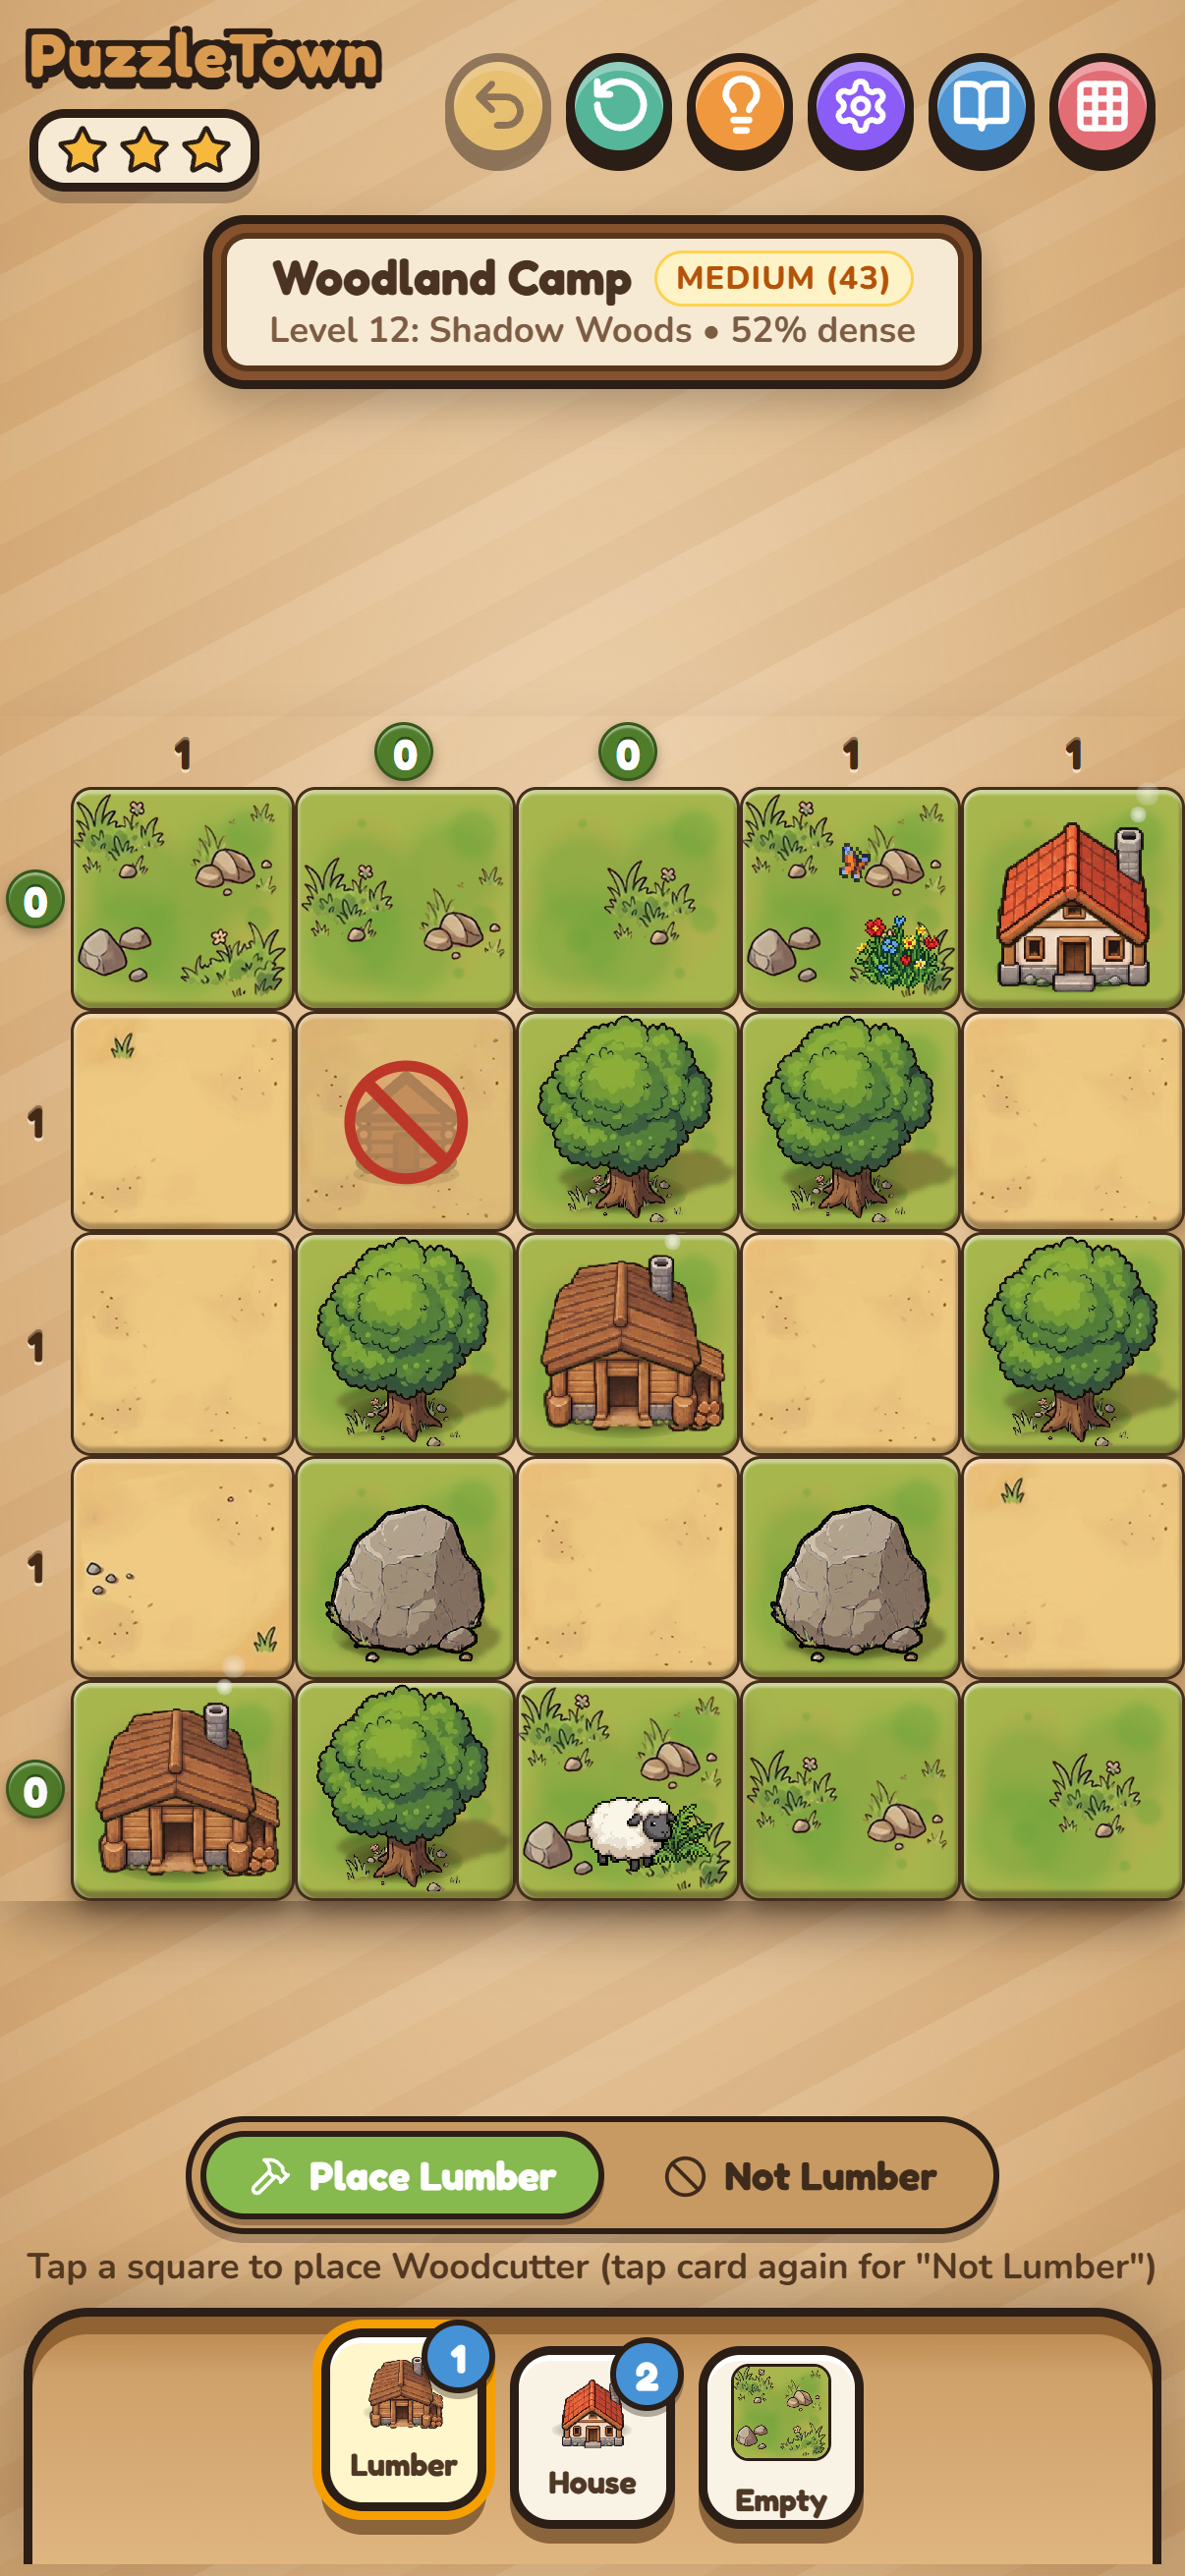 PuzzleTown
Woodland Camp MEDIUM (43)
Level 12: Shadow Woods • 52% dense
1 0 0 1 1
0
1
1
1
0
Place Lumber Not Lumber
Tap a square to place Woodcutter (tap card again for "Not Lumber")
1 2
Lumber House Empty